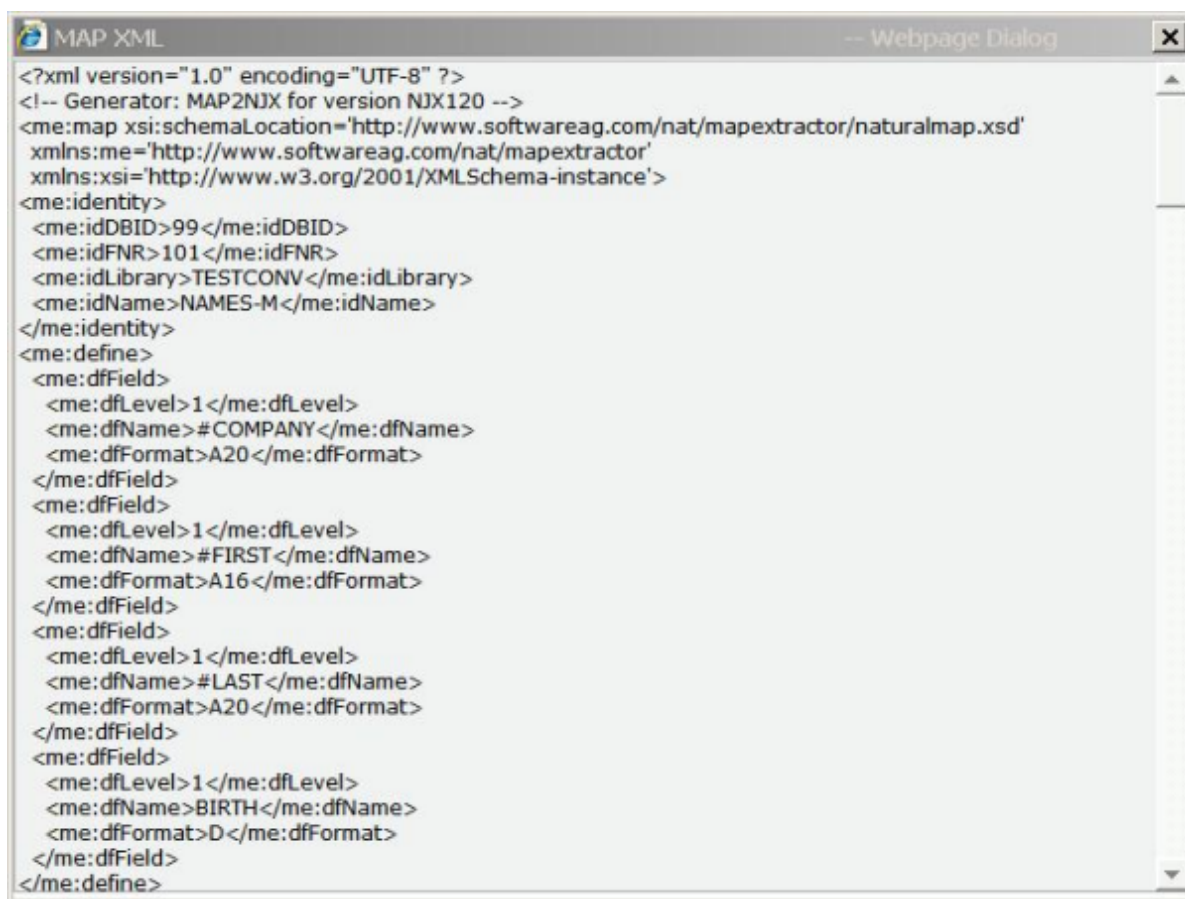 MAP XML -- Webpage Dialog
<?xml version="1.0" encoding="UTF-8" ?>
<!-- Generator: MAP2NJX for version NJX120 -->
<me:map xsi:schemaLocation='http://www.softwareag.com/nat/mapextractor/naturalmap.xsd'
xmlns:me='http://www.softwareag.com/nat/mapextractor'
xmlns:xsi='http://www.w3.org/2001/XMLSchema-instance'>
<me:identity>
<me:idDBID>99</me:idDBID>
<me:idFNR>101</me:idFNR>
<me:idLibrary>TESTCONV</me:idLibrary>
<me:idName>NAMES-M</me:idName>
</me:identity>
<me:define>
<me:dfField>
<me:dfLevel>1</me:dfLevel>
<me:dfName>#COMPANY</me:dfName>
<me:dfFormat>A20</me:dfFormat>
</me:dfField>
<me:dfField>
<me:dfLevel>1</me:dfLevel>
<me:dfName>#FIRST</me:dfName>
<me:dfFormat>A16</me:dfFormat>
</me:dfField>
<me:dfField>
<me:dfLevel>1</me:dfLevel>
<me:dfName>#LAST</me:dfName>
<me:dfFormat>A20</me:dfFormat>
</me:dfField>
<me:dfField>
<me:dfLevel>1</me:dfLevel>
<me:dfName>BIRTH</me:dfName>
<me:dfFormat>D</me:dfFormat>
</me:dfField>
</me:define>